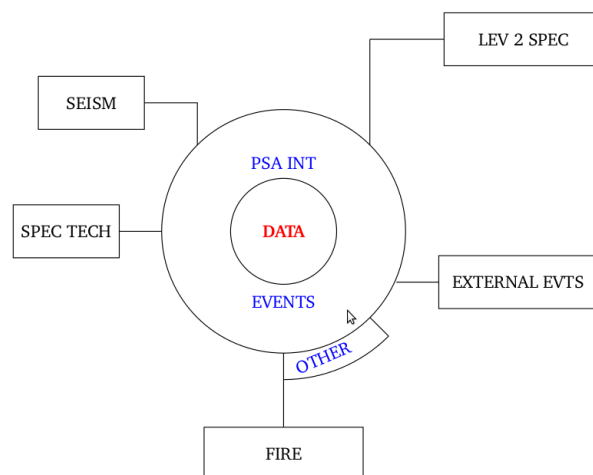 LEV 2 SPEC
SEISM
PSA INT
SPEC TECH
DATA
EXTERNAL EVTS
EVENTS
OTHER
FIRE